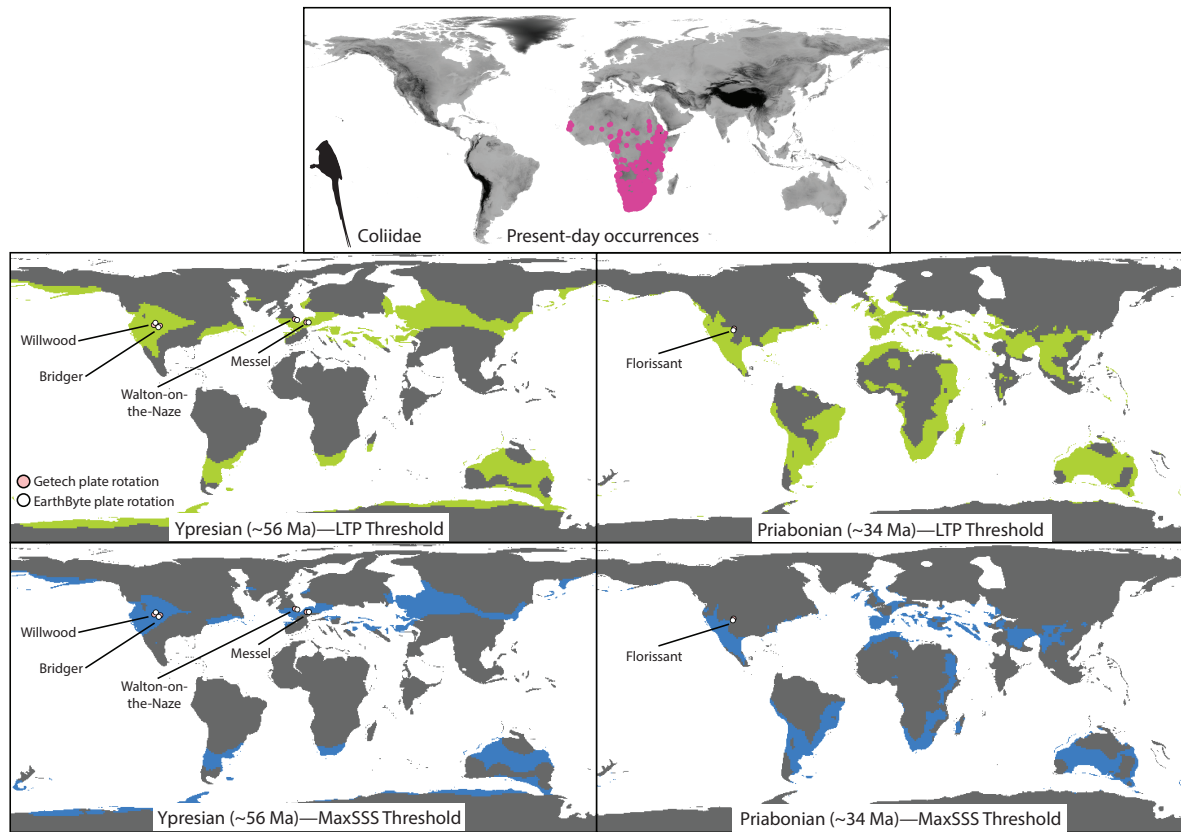 Coliidae
Present-day occurrences
Willwood
Bridger
Walton-on
the-Naze
Messel
Getech plate rotation
EarthByte plate rotation
Ypresian (~56 Ma)—LTP Threshold
Florissant
Priabonian (~34 Ma)—LTP Threshold
Willwood
Bridger
Walton-on-
the-Naze
Messel
Ypresian (~56 Ma)—MaxSSS Threshold
Florissant
Priabonian (~34 Ma)—MaxSSS Threshold